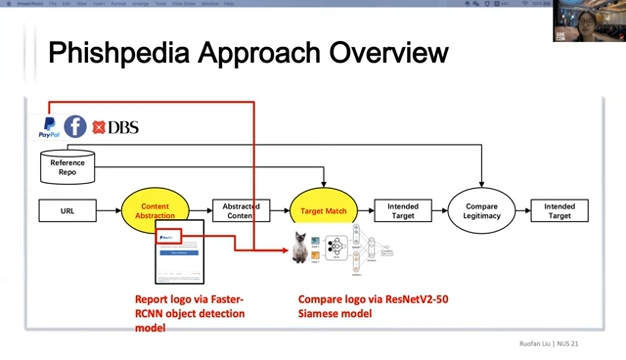 Phishpedia Approach Overview
PayPal
DBS
Reference
Repo
URL
Content
Abstraction
Abstracted
Content
Target Match
Intended
Target
Compare
Legitimacy
Intended
Target
PayPal
Report logo via Faster-
RCNN object detection
model
Compare logo via ResNetV2-50
Siamese model
Ruofan Liu | NUS 21